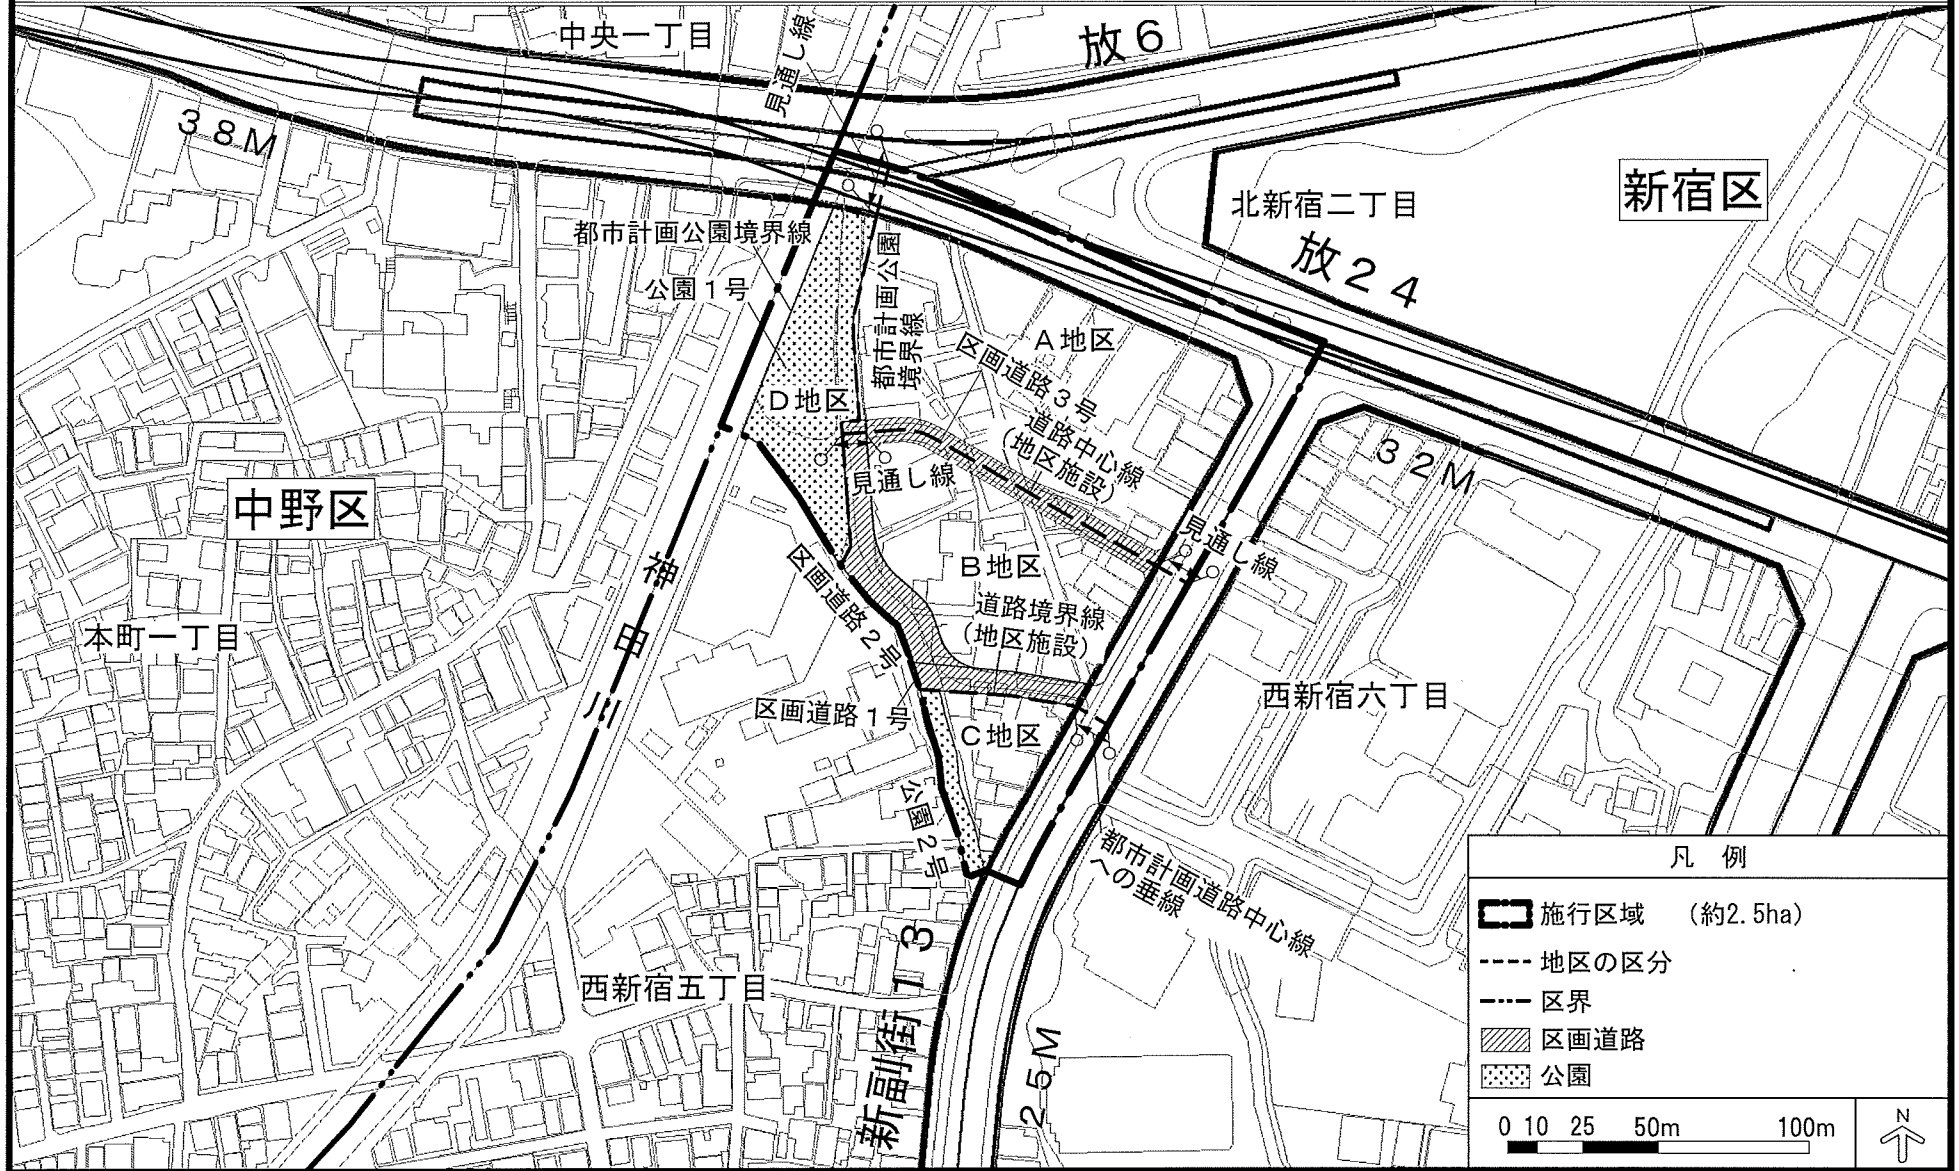 中央一丁目
見通し線
放6
38M
新宿区
北新宿二丁目
放24
都市計画公園境界線
公園1号
都市計画公園
境界線
A地区
区画道路3号
道路中心線
(地区施設)
D地区
見通し線
32M
中野区
見通し線
神田川
区画道路2号
B地区
道路境界線
(地区施設)
本町一丁目
区画道路1号
C地区
西新宿六丁目
公園2号
都市計画道路中心線
への垂線
西新宿五丁目
新副街13
25M
凡 例
施行区域 (約2.5ha)
地区の区分
区界
区画道路
公園
0 10 25 50m 100m
N